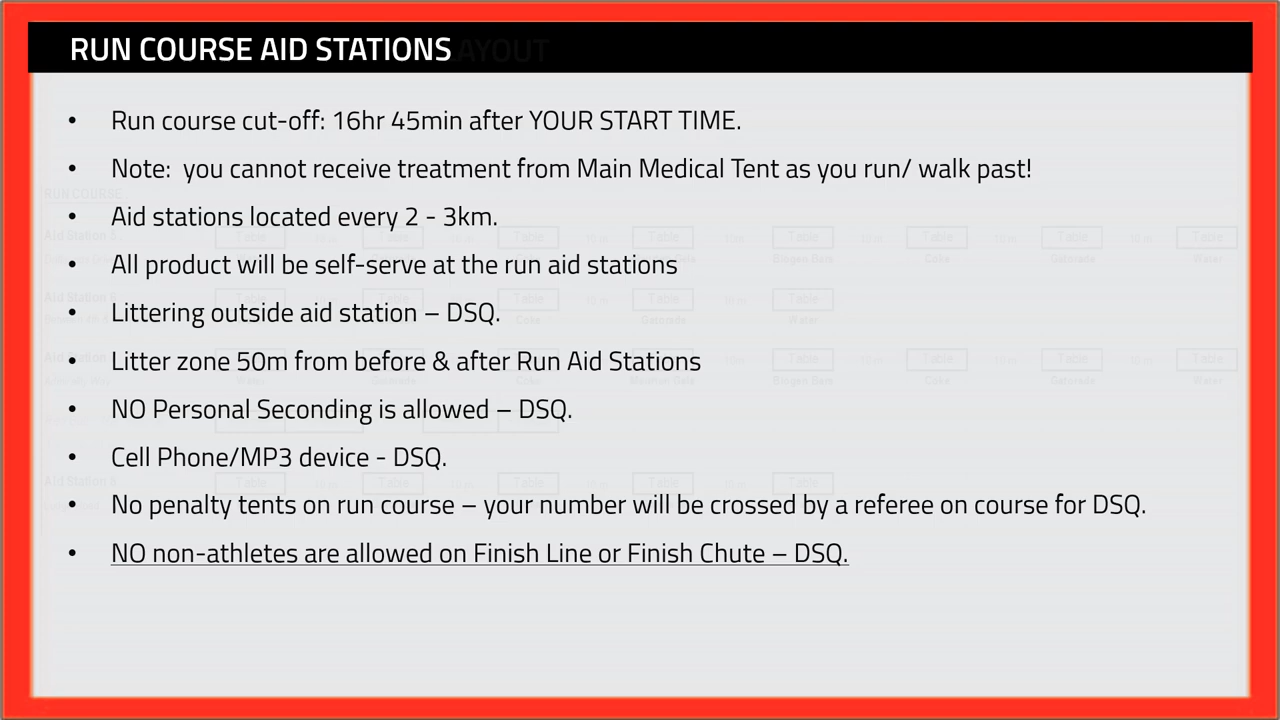 RUN COURSE AID STATIONS
• Run course cut-off: 16hr 45min after YOUR START TIME.
• Note:  you cannot receive treatment from Main Medical Tent as you run/ walk past!
• Aid stations located every 2 - 3km.
• All product will be self-serve at the run aid stations
• Littering outside aid station – DSQ.
• Litter zone 50m from before & after Run Aid Stations
• NO Personal Seconding is allowed – DSQ.
• Cell Phone/MP3 device - DSQ.
• No penalty tents on run course – your number will be crossed by a referee on course for DSQ.
• NO non-athletes are allowed on Finish Line or Finish Chute – DSQ.